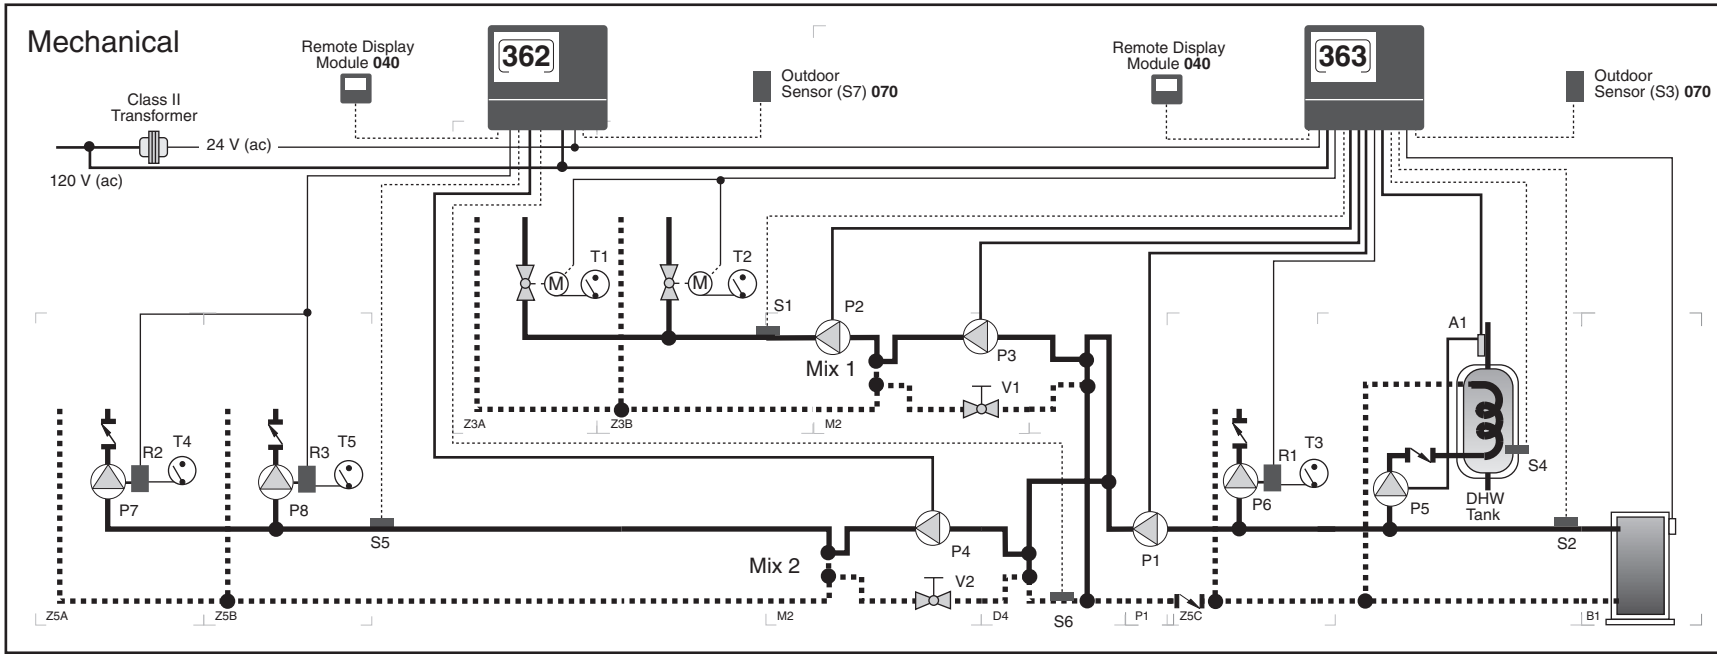 Mechanical
Remote Display
Module 040
362
Outdoor
Sensor (S7) 070
Remote Display
Module 040
363
Outdoor
Sensor (S3) 070
Class II
Transformer
24 V (ac)
120 V (ac)
M
T1
M
T2
S1
P2
P3
Mix 1
V1
A1
Z3A
Z3B
M2
R2
T4
R3
T5
R1
T3
S4
P7
P8
P6
P5
DHW
Tank
S5
P4
P1
S2
Mix 2
V2
S6
Z5A
Z5B
M2
D4
P1
Z5C
B1